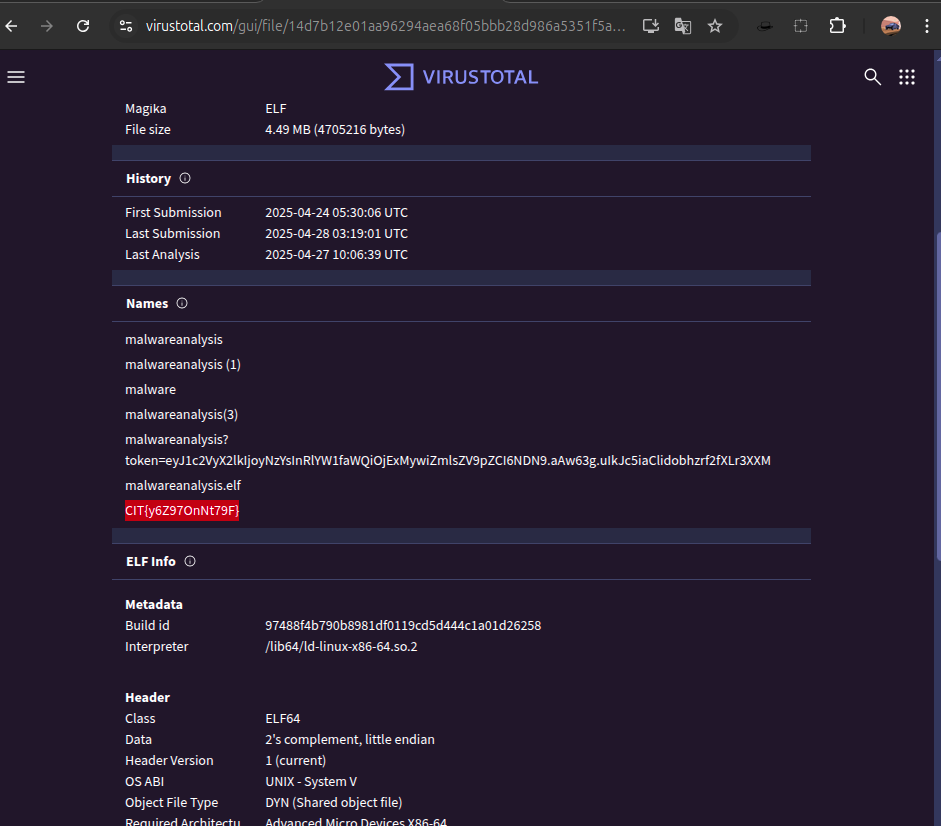 virustotal.com/gui/file/14d7b12e01aa96294aea68f05bbb28d986a5351f5a...
VIRUSTOTAL
Magika ELF
File size 4.49 MB (4705216 bytes)
History
First Submission 2025-04-24 05:30:06 UTC
Last Submission 2025-04-28 03:19:01 UTC
Last Analysis 2025-04-27 10:06:39 UTC
Names
malwareanalysis
malwareanalysis (1)
malware
malwareanalysis(3)
malwareanalysis?
token=eyJ1c2VyX2lkIjoyNzYsInRlYW1faWQiOjExMywiZmlsZV9pZCI6NDN9.aAw63g.uIkJc5iaClidobhzrf2fXLr3XXM
malwareanalysis.elf
CIT{y6Z97OnNt79F}
ELF Info
Metadata
Build id 97488f4b790b8981df0119cd5d444c1a01d26258
Interpreter /lib64/ld-linux-x86-64.so.2
Header
Class ELF64
Data 2's complement, little endian
Header Version 1 (current)
OS ABI UNIX - System V
Object File Type DYN (Shared object file)
Required Architectu Advanced Micro Devices X86-64